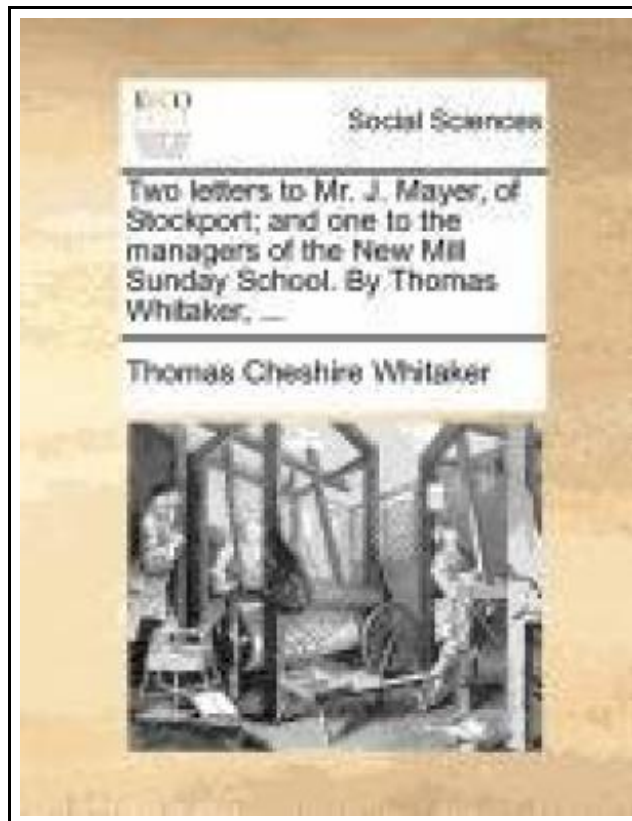 ECCO
Social Sciences
Two letters to Mr. J. Mayer, of
Stockport; and one to the
managers of the New Mill
Sunday School. By Thomas
Whitaker, ...
Thomas Cheshire Whitaker